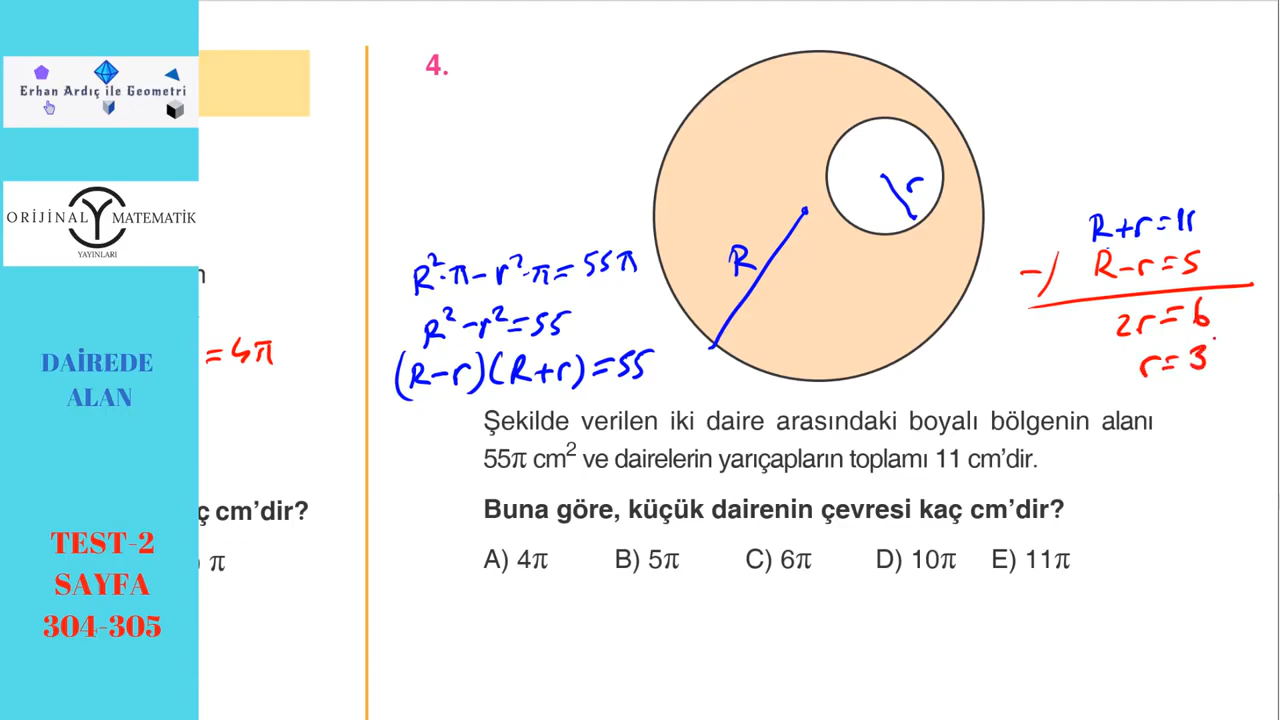 Erhan Ardıç ile Geometri
ORİJİNAL Y MATEMATİK
YAYINLARI
DAİREDE
ALAN
TEST-2
SAYFA
304-305
n
= 4π
ç cm'dir?
π
4.
R
r
R²·π - r²·π = 55π
R² - r² = 55
(R-r)(R+r) = 55
R+r = 11
-) R-r = 5
2r = 6
r = 3
Şekilde verilen iki daire arasındaki boyalı bölgenin alanı
55π cm² ve dairelerin yarıçapların toplamı 11 cm'dir.
Buna göre, küçük dairenin çevresi kaç cm'dir?
A) 4π B) 5π C) 6π D) 10π E) 11π